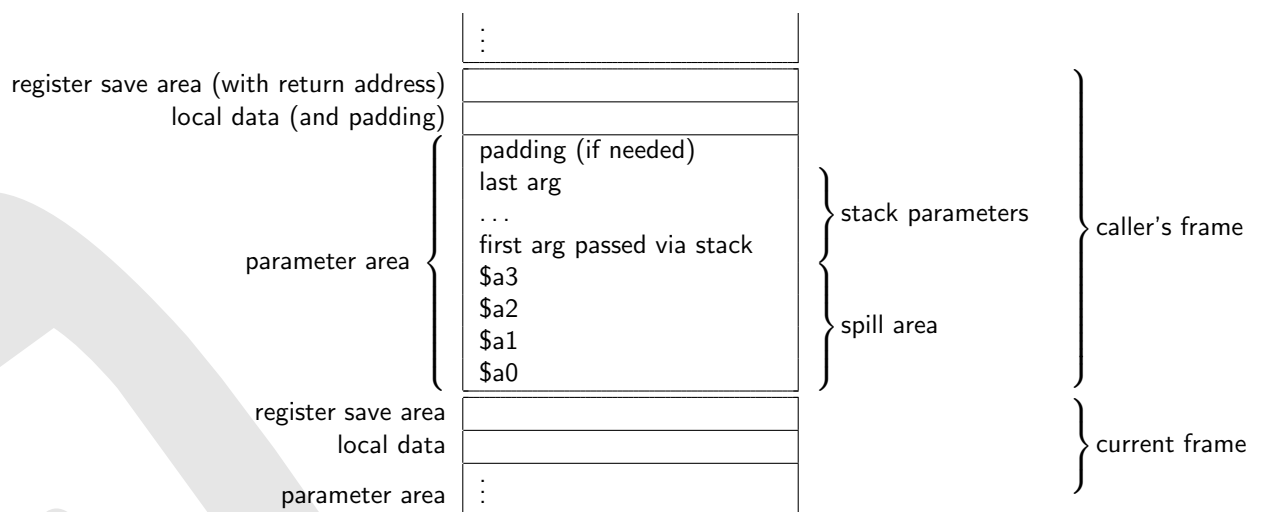 ⋮
register save area (with return address)
local data (and padding)
padding (if needed)
last arg
stack parameters
. . .
caller's frame
first arg passed via stack
parameter area
$a3
$a2
spill area
$a1
$a0
register save area
local data
current frame
parameter area
⋮